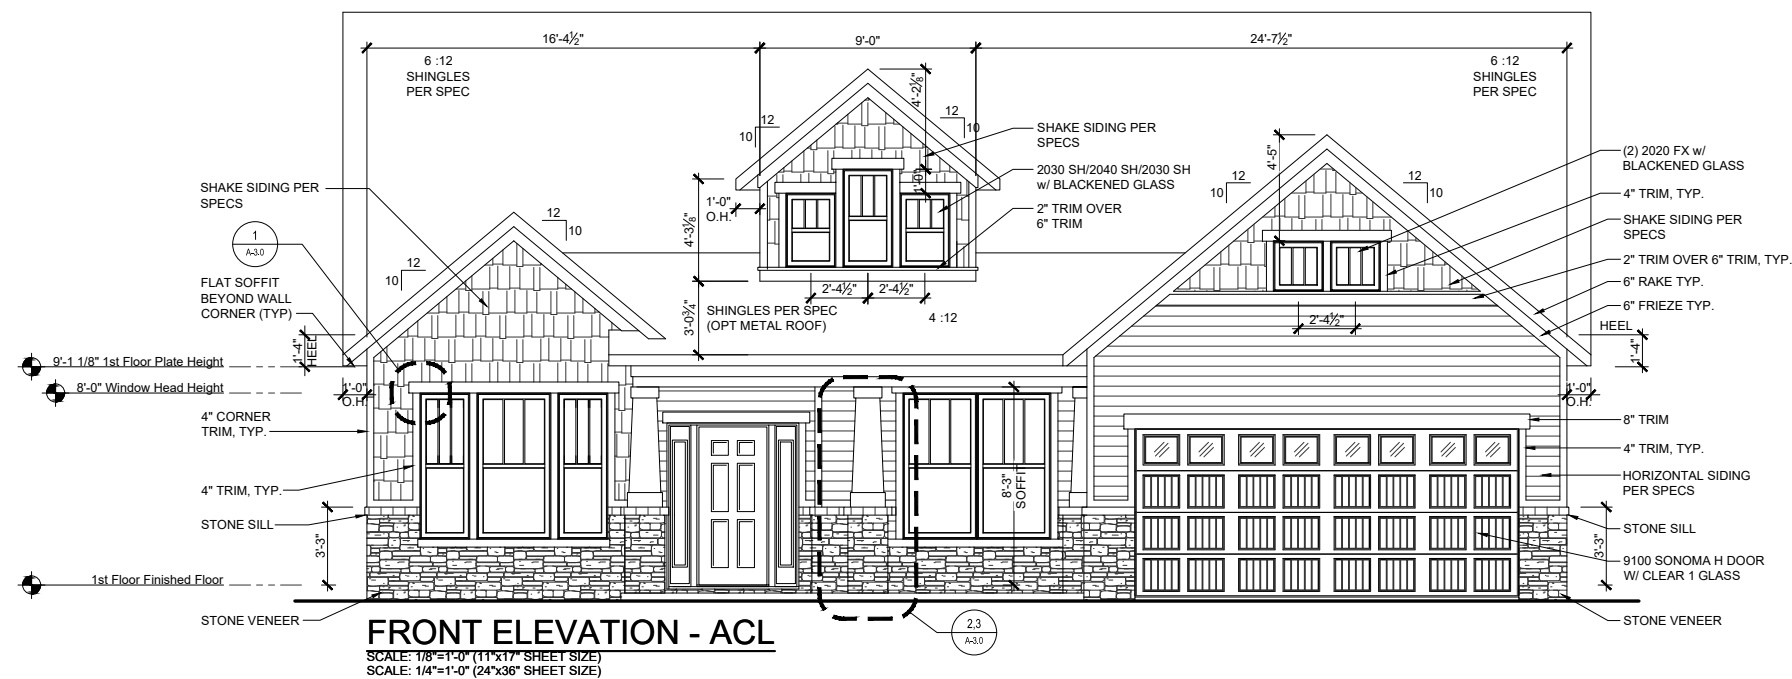 16'-4½"
9'-0"
24'-7½"
6 :12
SHINGLES
PER SPEC
6 :12
SHINGLES
PER SPEC
4'-2⅛"
12
10
12
10
SHAKE SIDING PER
SPECS
2030 SH/2040 SH/2030 SH
w/ BLACKENED GLASS
2" TRIM OVER
6" TRIM
1'-0"
1'-0"
O.H.
4'-3⅛"
2'-4½"
2'-4½"
3'-0¾"
SHINGLES PER SPEC
(OPT METAL ROOF)
4 :12
4'-5"
12
10
12
10
(2) 2020 FX w/
BLACKENED GLASS
4" TRIM, TYP.
SHAKE SIDING PER
SPECS
2" TRIM OVER 6" TRIM, TYP.
6" RAKE TYP.
6" FRIEZE TYP.
2'-4½"
HEEL
1'-4"
1'-0"
O.H.
8" TRIM
4" TRIM, TYP.
HORIZONTAL SIDING
PER SPECS
STONE SILL
3'-3"
9100 SONOMA H DOOR
W/ CLEAR 1 GLASS
STONE VENEER
SHAKE SIDING PER
SPECS
12
10
12
10
1
A-3.0
FLAT SOFFIT
BEYOND WALL
CORNER (TYP)
1'-4"
HEEL
9'-1 1/8" 1st Floor Plate Height
8'-0" Window Head Height
1'-0"
O.H.
4" CORNER
TRIM, TYP.
4" TRIM, TYP.
STONE SILL
3'-3"
1st Floor Finished Floor
STONE VENEER
8'-3"
SOFFIT
2,3
A-3.0
FRONT ELEVATION - ACL
SCALE: 1/8"=1'-0" (11"x17" SHEET SIZE)
SCALE: 1/4"=1'-0" (24"x36" SHEET SIZE)